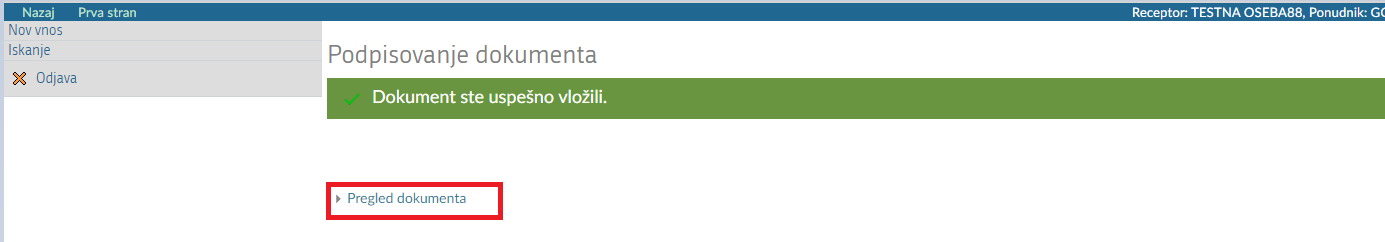 Nazaj Prva stran Receptor: TESTNA OSEBA88, Ponudnik: GO
Nov vnos
Iskanje
Odjava
Podpisovanje dokumenta
Dokument ste uspešno vložili.
Pregled dokumenta